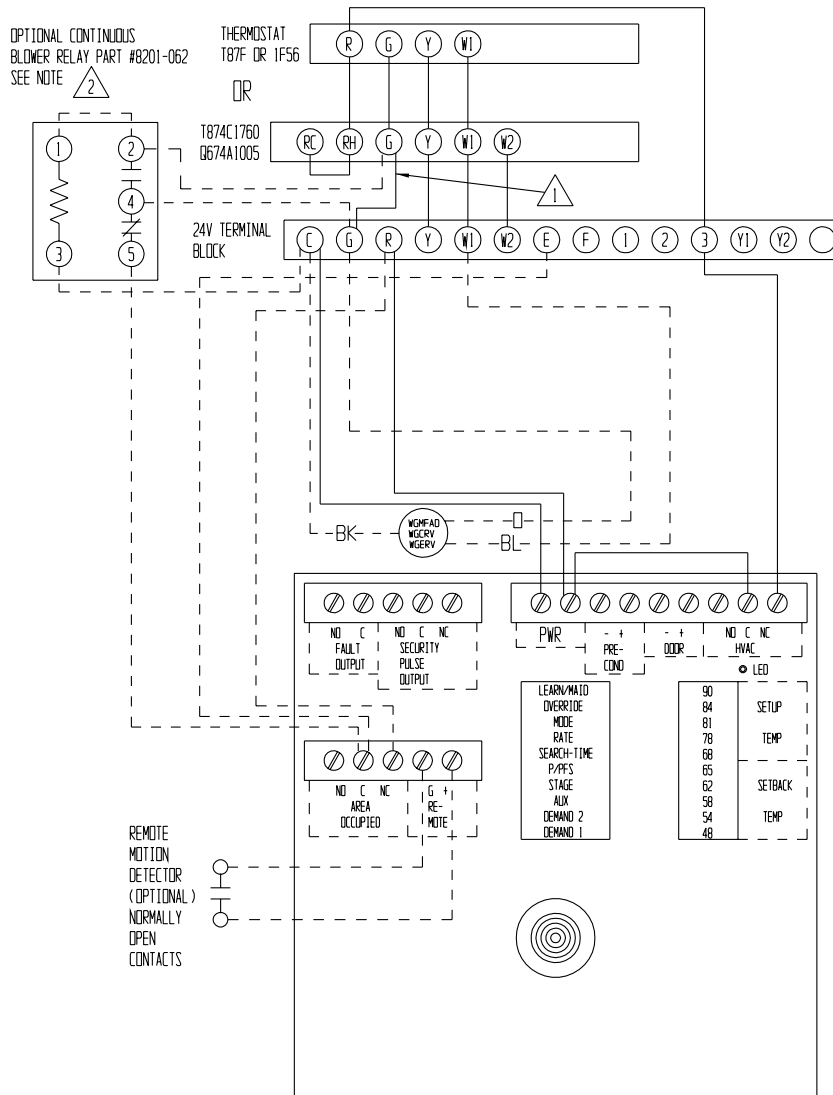 OPTIONAL CONTINUOUS
BLOWER RELAY PART #8201-062
SEE NOTE 2
THERMOSTAT
T87F OR 1F56
R G Y W1
OR
T874C1760
Q674A1005
RC RH G Y W1 W2
1 2
4
3 5
1
24V TERMINAL
BLOCK
C G R Y W1 W2 E F 1 2 3 Y1 Y2
BK
WGMFAD
WGCRV
WGERV
BL
NO C
FAULT
OUTPUT
NO C NC
SECURITY
PULSE
OUTPUT
PWR
- +
PRE-
COND
- +
DOOR
NO C NC
HVAC
LED
LEARN/MAID
OVERRIDE
MODE
RATE
SEARCH-TIME
P/PFS
STAGE
AUX
DEMAND 2
DEMAND 1
90
84
81
78
68
65
62
58
54
48
SETUP
TEMP
SETBACK
TEMP
NO C NC
AREA
OCCUPIED
G +
RE-
MOTE
REMOTE
MOTION
DETECTOR
(OPTIONAL)
NORMALLY
OPEN
CONTACTS